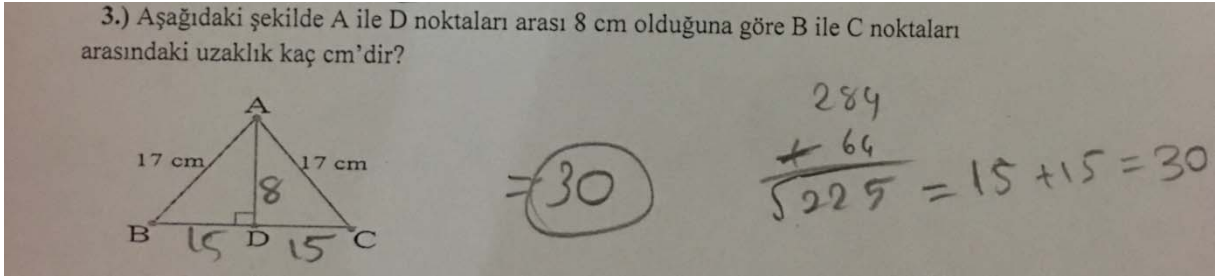 3.) Aşağıdaki şekilde A ile D noktaları arası 8 cm olduğuna göre B ile C noktaları
arasındaki uzaklık kaç cm'dir?
A
17 cm
17 cm
8
B
15
D
15
C
= 30
284
+ 64
√225 = 15 + 15 = 30